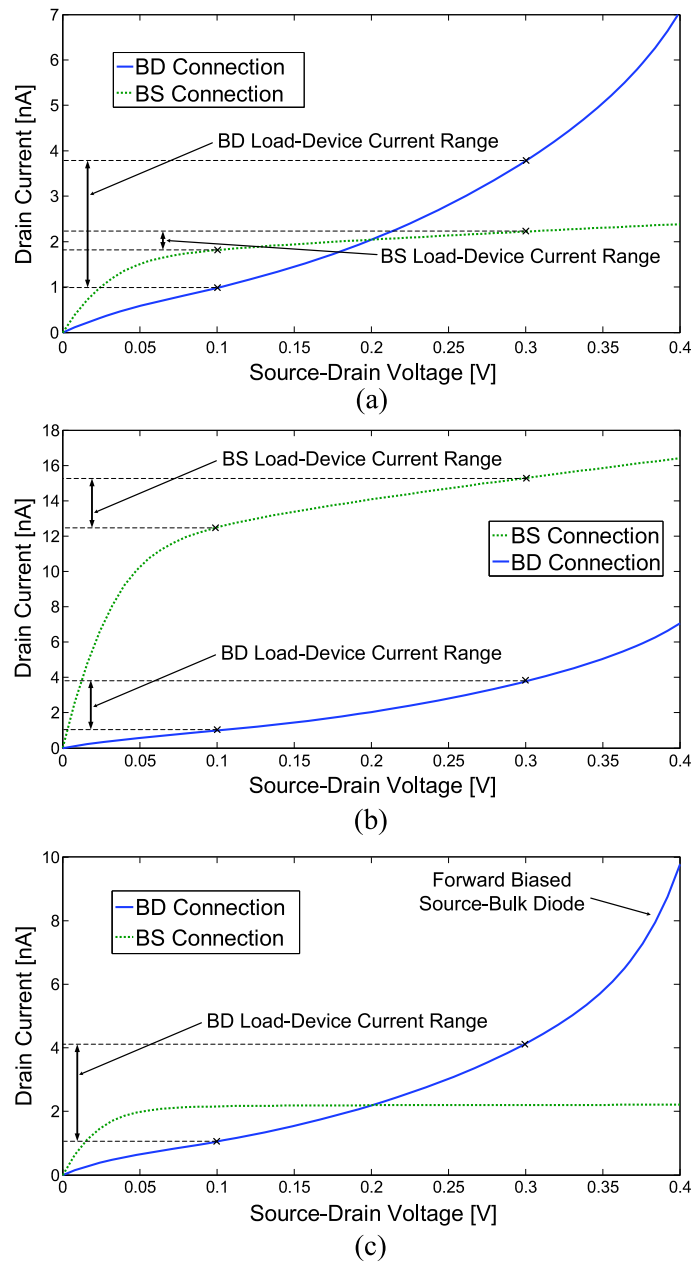 7
6
5
4
3
2
1
0
Drain Current [nA]
BD Connection
BS Connection
BD Load-Device Current Range
BS Load-Device Current Range
0 0.05 0.1 0.15 0.2 0.25 0.3 0.35 0.4
Source-Drain Voltage [V]
(a)
18
16
14
12
10
8
6
4
2
0
Drain Current [nA]
BS Load-Device Current Range
BS Connection
BD Connection
BD Load-Device Current Range
0 0.05 0.1 0.15 0.2 0.25 0.3 0.35 0.4
Source-Drain Voltage [V]
(b)
10
8
6
4
2
0
Drain Current [nA]
BD Connection
BS Connection
Forward Biased
Source-Bulk Diode
BD Load-Device Current Range
0 0.05 0.1 0.15 0.2 0.25 0.3 0.35 0.4
Source-Drain Voltage [V]
(c)